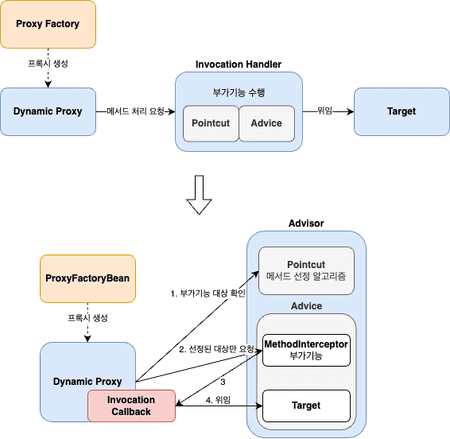 Proxy Factory
프록시 생성
Invocation Handler
부가기능 수행
Dynamic Proxy
메서드 처리 요청
Pointcut
Advice
위임
Target
Advisor
ProxyFactoryBean
Pointcut
메서드 선정 알고리즘
1. 부가기능 대상 확인
Advice
프록시 생성
MethodInterceptor
부가기능
2. 선정된 대상만 요청
Dynamic Proxy
3
Invocation
Callback
4. 위임
Target